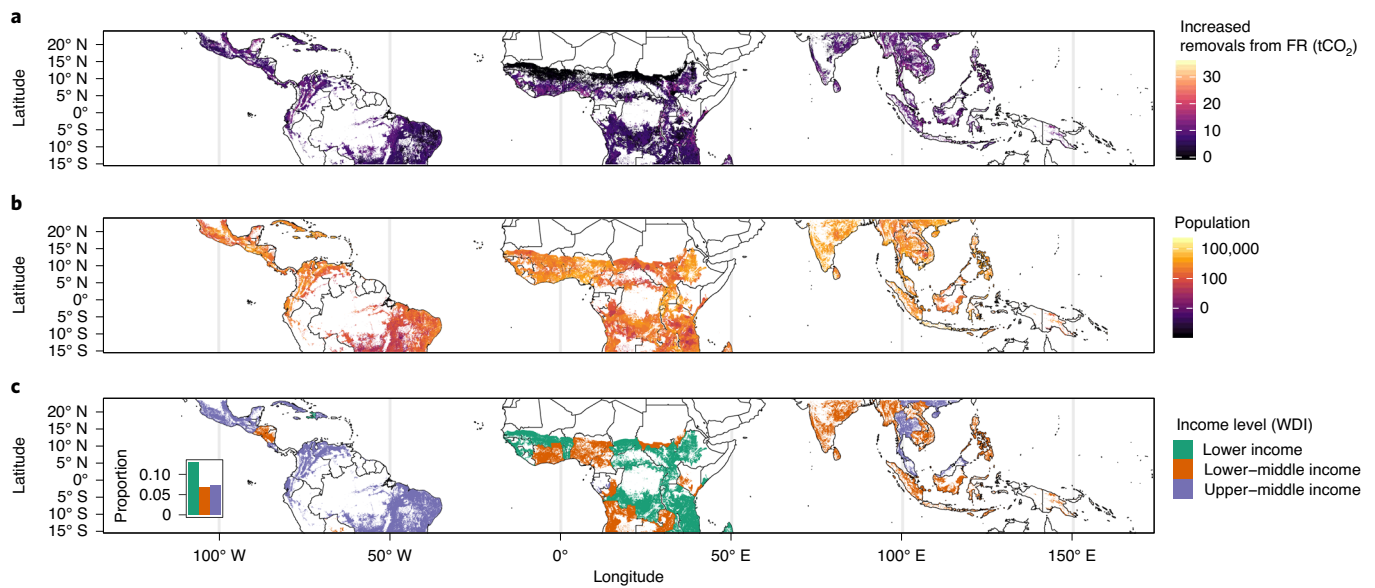 a
Increased
removals from FR (tCO₂)
20° N
15° N
10° N
5° N
0°
5° S
10° S
15° S
Latitude
30
20
10
0
b
Population
20° N
15° N
10° N
5° N
0°
5° S
10° S
15° S
Latitude
100,000
100
0
c
Income level (WDI)
20° N
15° N
10° N
5° N
0°
5° S
10° S
15° S
Latitude
Proportion
0.10
0.05
0
Lower income
Lower−middle income
Upper−middle income
100° W
50° W
0°
50° E
100° E
150° E
Longitude